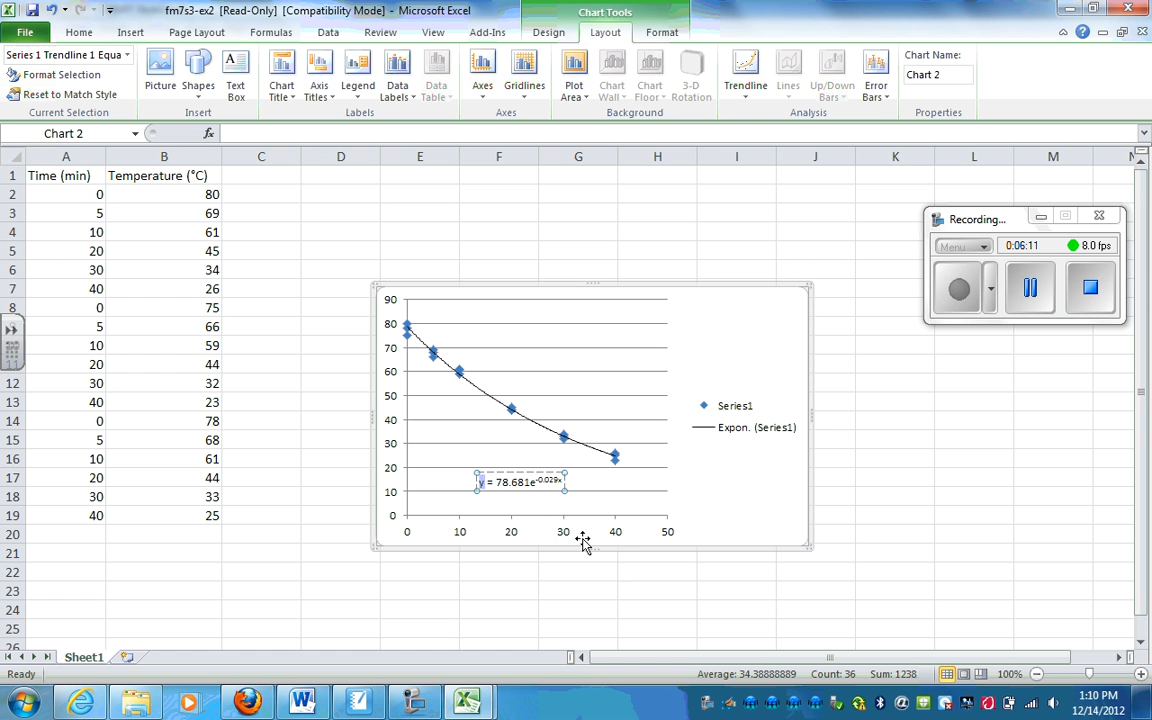 fm7s3-ex2 [Read-Only] [Compatibility Mode] - Microsoft Excel
Chart Tools
File Home Insert Page Layout Formulas Data Review View Add-Ins Design Layout Format
Series 1 Trendline 1 Equa
Format Selection
Reset to Match Style
Current Selection
Picture Shapes Text Box
Insert
Chart Title Axis Titles Legend Data Labels Data Table
Labels
Axes Gridlines
Axes
Plot Area Chart Wall Chart Floor 3-D Rotation
Background
Trendline Lines Up/Down Bars Error Bars
Analysis
Chart Name:
Chart 2
Properties
Chart 2 fx
A B C D E F G H I J K L M N
1 Time (min) Temperature (°C)
2 0 80
3 5 69
4 10 61
5 20 45
6 30 34
7 40 26
8 0 75
5 66
10 59
11 20 44
12 30 32
13 40 23
14 0 78
15 5 68
16 10 61
17 20 44
18 30 33
19 40 25
20
21
22
23
24
25
26
90
80
70
60
50
40
30
20
10
0
0 10 20 30 40 50
y = 78.681e^-0.029x
Series1
Expon. (Series1)
Recording...
Menu 0:06:11 8.0 fps
Sheet1
Ready Average: 34.38888889 Count: 36 Sum: 1238 100%
1:10 PM
12/14/2012